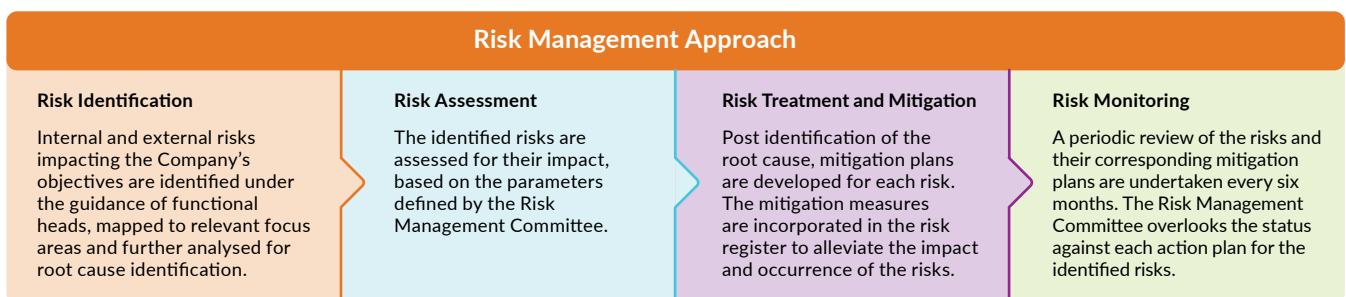 Risk Management Approach
Risk Identification
Internal and external risks
impacting the Company's
objectives are identified under
the guidance of functional
heads, mapped to relevant focus
areas and further analysed for
root cause identification.
Risk Assessment
The identified risks are
assessed for their impact,
based on the parameters
defined by the Risk
Management Committee.
Risk Treatment and Mitigation
Post identification of the
root cause, mitigation plans
are developed for each risk.
The mitigation measures
are incorporated in the risk
register to alleviate the impact
and occurrence of the risks.
Risk Monitoring
A periodic review of the risks and
their corresponding mitigation
plans are undertaken every six
months. The Risk Management
Committee overlooks the status
against each action plan for the
identified risks.